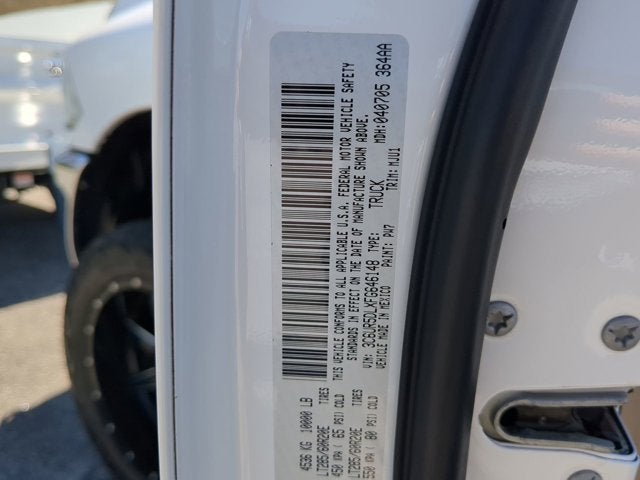 4536 KG 10000 LB
LT285/60R20E TIRES
450 KPA / 65 PSI/ COLD
LT285/60R20E TIRES
550 KPA / 80 PSI/ COLD
THIS VEHICLE CONFORMS TO ALL APPLICABLE U.S.A. FEDERAL MOTOR VEHICLE SAFETY
STANDARDS IN EFFECT ON THE DATE OF MANUFACTURE SHOWN ABOVE.
VIN: 3C6UR5DLXFG646148 TYPE: TRUCK MDH:040705 364AA
PAINT: PW7 TRIM: MJU1
MADE IN MEXICO